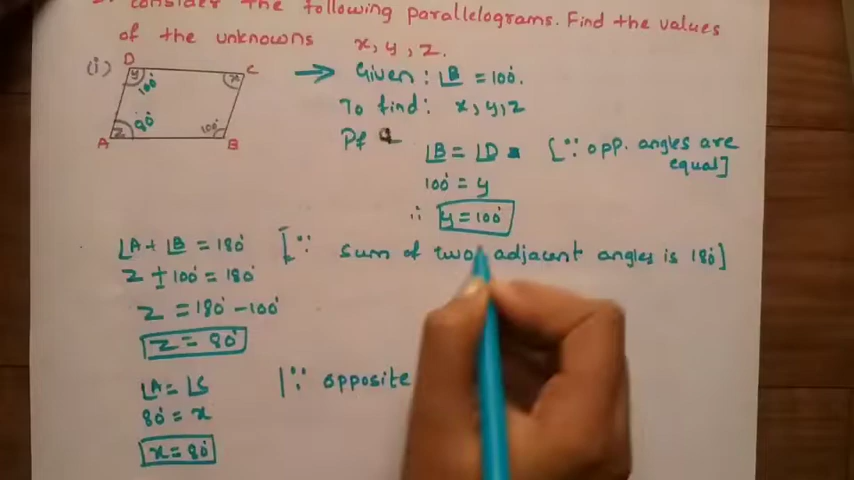 consider the following parallelograms. Find the values
of the unknowns x, y, z.
(i) D C A B y 100° x 80° z 100°
→ Given : ∠B = 100°.
To find : x, y, z
Pf
∠B = ∠D [∵ opp. angles are
equal]
100° = y
∴ y = 100°
∠A + ∠B = 180° [∵ sum of two adjacent angles is 180°]
z + 100° = 180°
z = 180° - 100°
z = 80°
∠A = ∠C [∵ opposite
80° = x
x = 80°